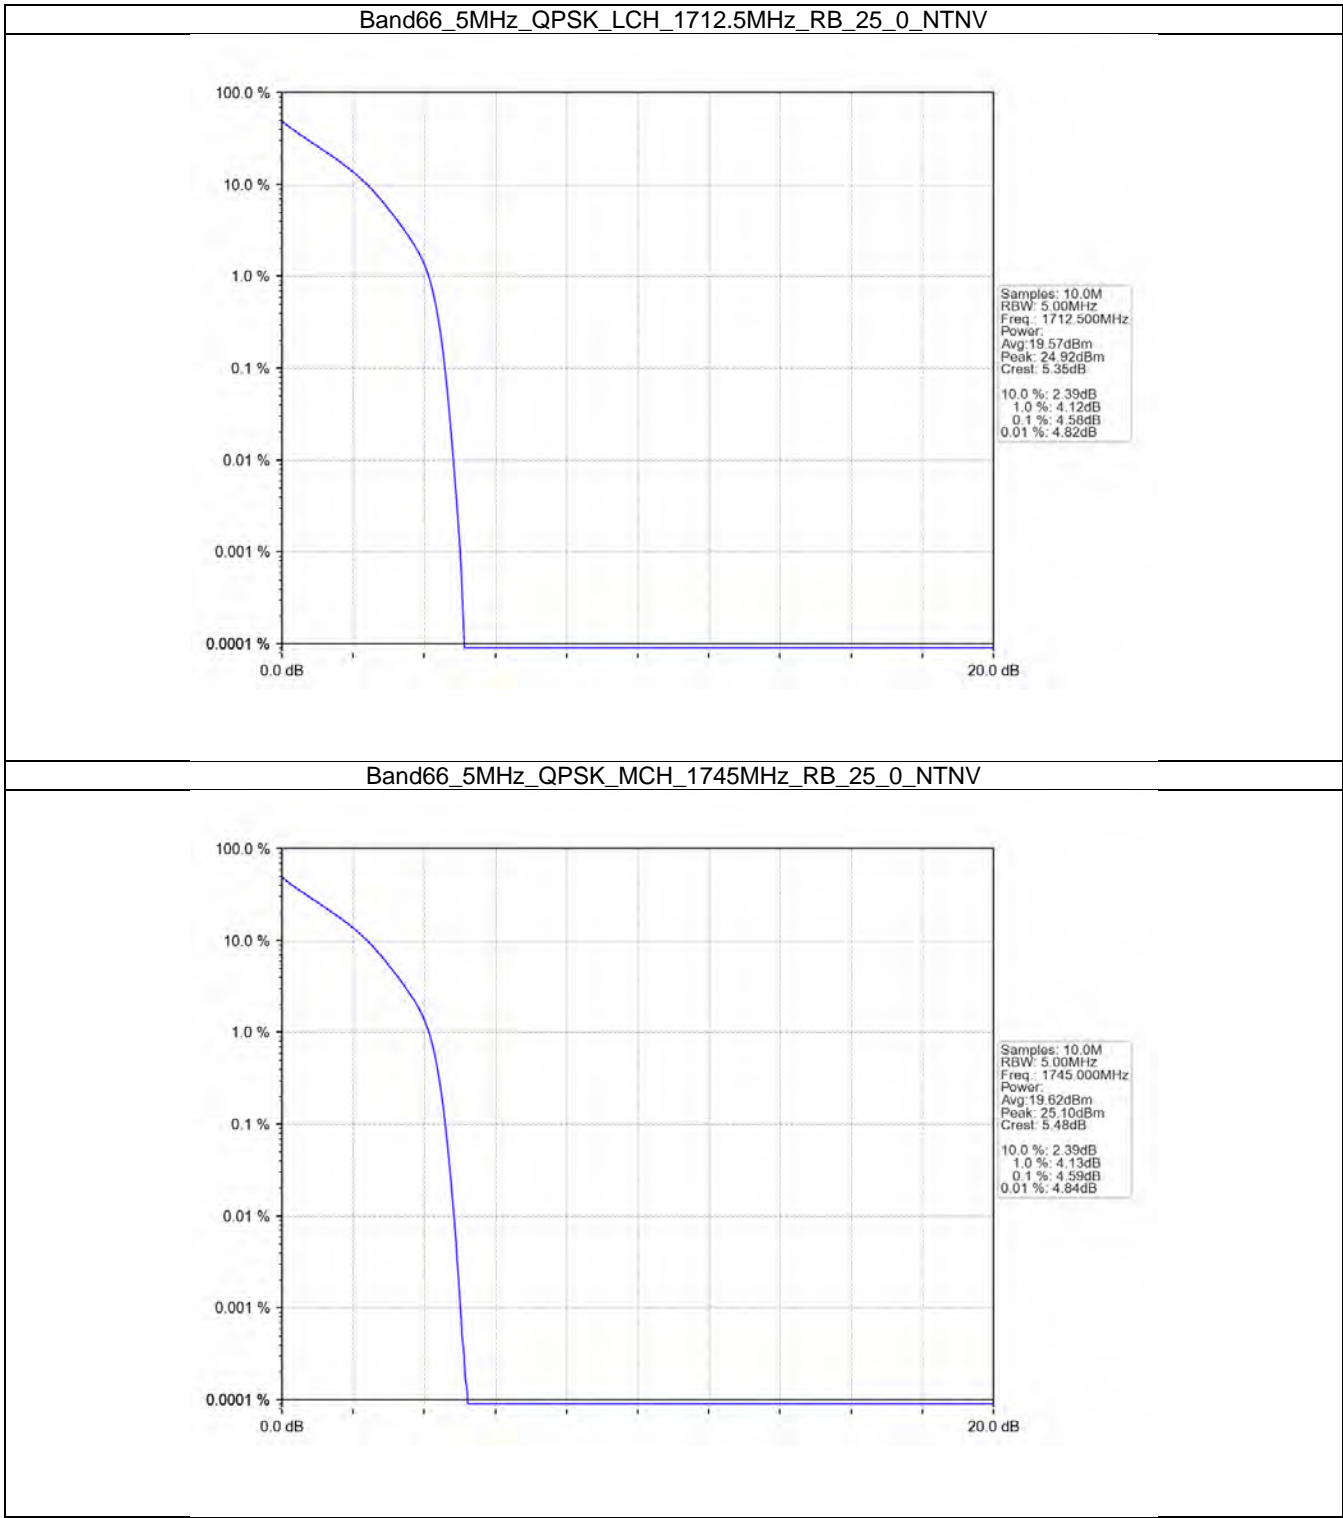 Band66_5MHz_QPSK_LCH_1712.5MHz_RB_25_0_NTNV
100.0 %
10.0 %
1.0 %
0.1 %
0.01 %
0.001 %
0.0001 %
0.0 dB
20.0 dB
Samples: 10.0M
RBW: 5.00MHz
Freq.: 1712.500MHz
Power:
Avg:19.57dBm
Peak: 24.92dBm
Crest: 5.35dB
10.0 %: 2.39dB
1.0 %: 4.12dB
0.1 %: 4.58dB
0.01 %: 4.82dB
Band66_5MHz_QPSK_MCH_1745MHz_RB_25_0_NTNV
100.0 %
10.0 %
1.0 %
0.1 %
0.01 %
0.001 %
0.0001 %
0.0 dB
20.0 dB
Samples: 10.0M
RBW: 5.00MHz
Freq.: 1745.000MHz
Power:
Avg:19.62dBm
Peak: 25.10dBm
Crest: 5.48dB
10.0 %: 2.39dB
1.0 %: 4.13dB
0.1 %: 4.59dB
0.01 %: 4.84dB